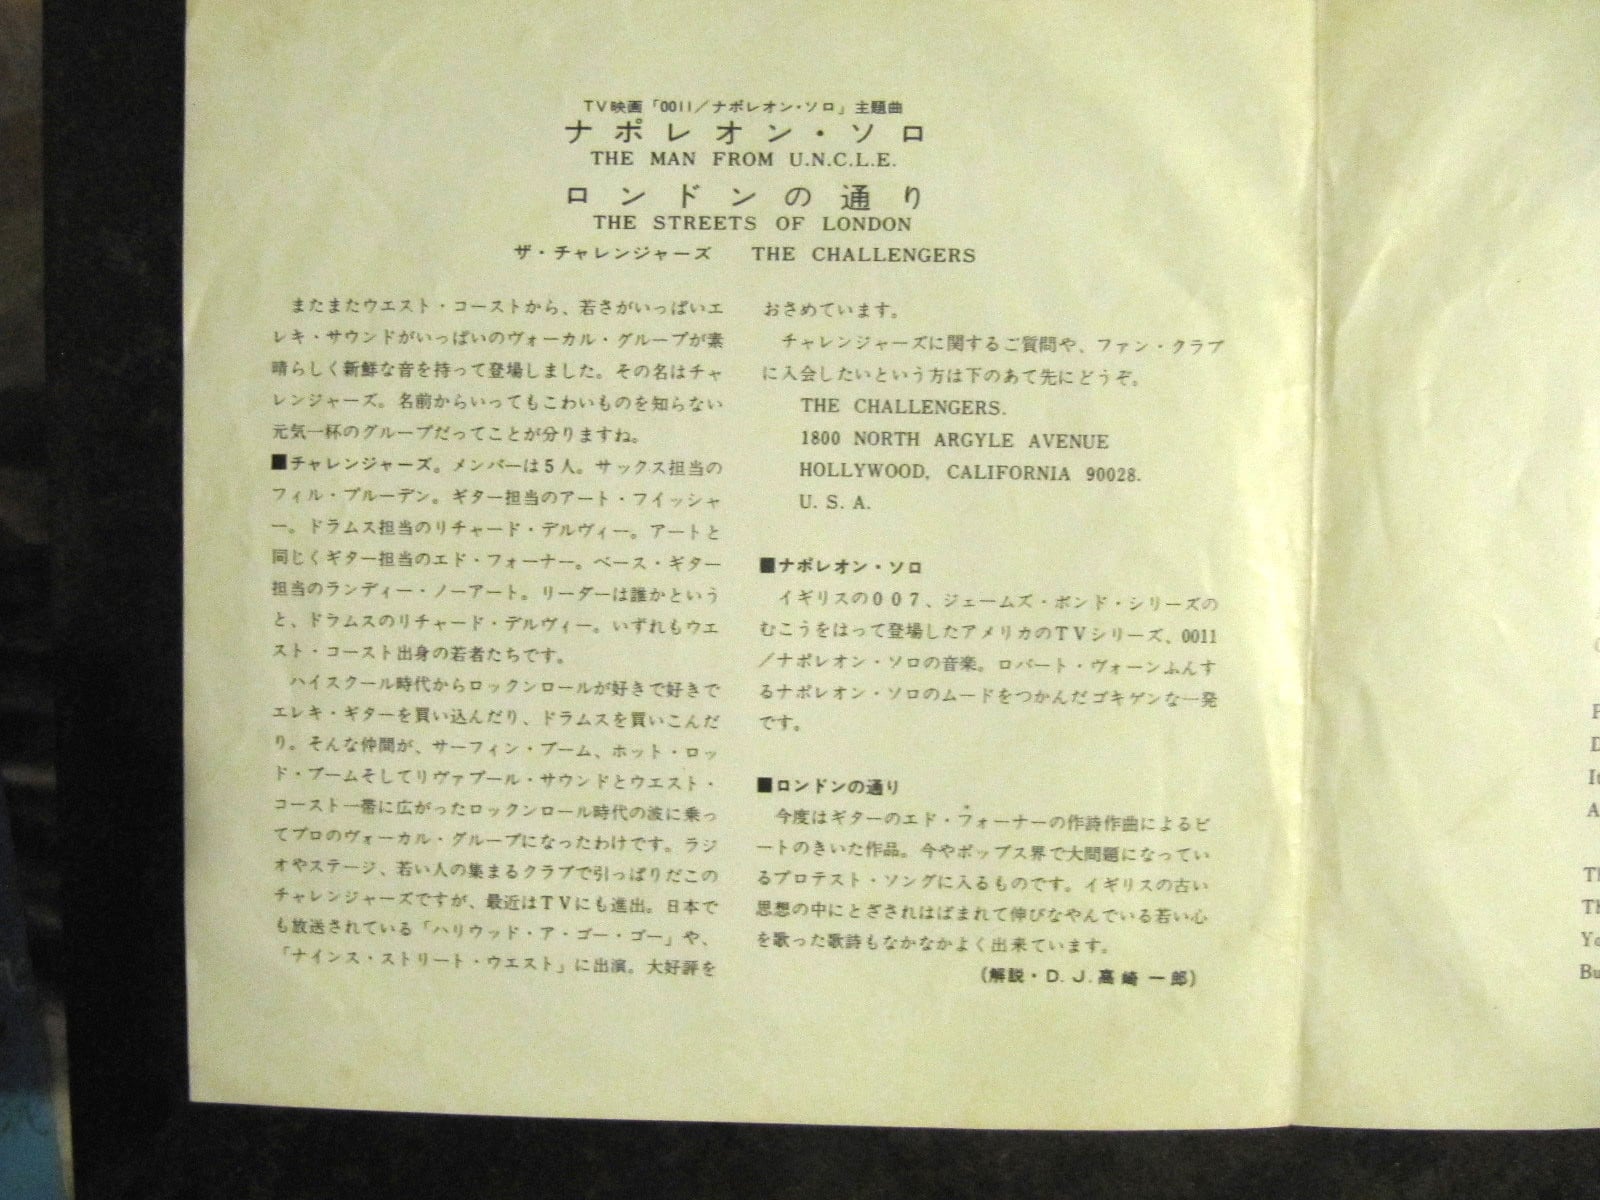 TV映画「0011／ナポレオン・ソロ」主題曲
ナポレオン・ソロ
THE MAN FROM U.N.C.L.E.
ロンドンの通り
THE STREETS OF LONDON
ザ・チャレンジャーズ THE CHALLENGERS
またまたウエスト・コーストから、若さがいっぱいエ
レキ・サウンドがいっぱいのヴォーカル・グループが素
晴らしく新鮮な音を持って登場しました。その名はチャ
レンジャーズ。名前からいってもこわいものを知らない
元気一杯のグループだってことが分りますね。
■チャレンジャーズ。メンバーは5人。サックス担当の
フィル・プルーデン。ギター担当のアート・フイッシャ
ー。ドラムス担当のリチャード・デルヴィー。アートと
同じくギター担当のエド・フォーナー。ベース・ギター
担当のランディー・ノーアート。リーダーは誰かという
と、ドラムスのリチャード・デルヴィー。いずれもウエ
スト・コースト出身の若者たちです。
ハイスクール時代からロックンロールが好きで好きで
エレキ・ギターを買い込んだり、ドラムスを買いこんだ
り。そんな仲間が、サーフィン・ブーム、ホット・ロッ
ド・ブームそしてリヴァプール・サウンドとウエスト・
コースト一帯に広がったロックンロール時代の波に乗っ
てプロのヴォーカル・グループになったわけです。ラジ
オやステージ、若い人の集まるクラブで引っぱりだこの
チャレンジャーズですが、最近はTVにも進出。日本で
も放送されている「ハリウッド・ア・ゴー・ゴー」や、
「ナインス・ストリート・ウエスト」に出演。大好評を
おさめています。
チャレンジャーズに関するご質問や、ファン・クラブ
に入会したいという方は下のあて先にどうぞ。
THE CHALLENGERS.
1800 NORTH ARGYLE AVENUE
HOLLYWOOD, CALIFORNIA 90028.
U. S. A.
■ナポレオン・ソロ
イギリスの007、ジェームズ・ボンド・シリーズの
むこうをはって登場したアメリカのTVシリーズ、0011
／ナポレオン・ソロの音楽。ロバート・ヴォーンふんす
るナポレオン・ソロのムードをつかんだゴキゲンな一発
です。
■ロンドンの通り
今度はギターのエド・フォーナーの作詩作曲によるビ
ートのきいた作品。今やポップス界で大問題になってい
るプロテスト・ソングに入るものです。イギリスの古い
思想の中にとざされはばまれて伸びなやんでいる若い心
を歌った歌詩もなかなかよく出来ています。
(解説・D. J.高崎一郎)
Yo
Bu